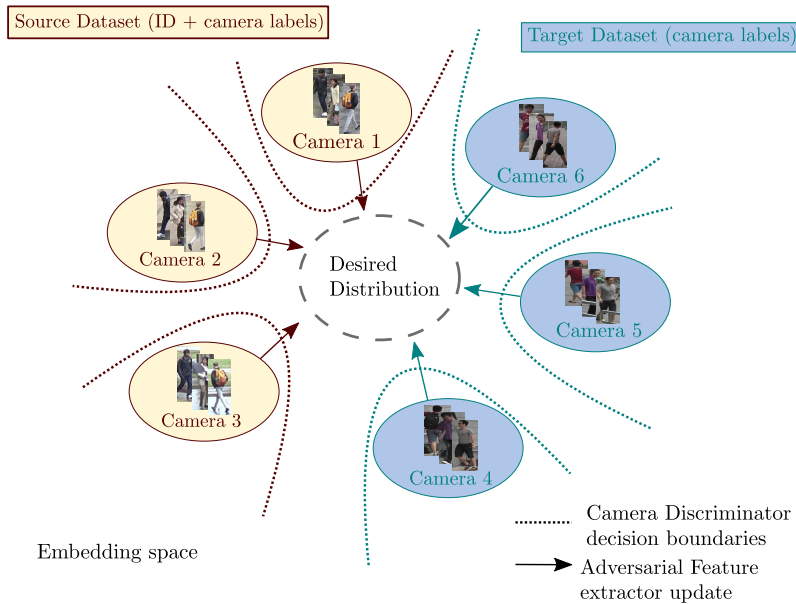 Source Dataset (ID + camera labels)
Target Dataset (camera labels)
Camera 1
Camera 6
Camera 2
Desired
Distribution
Camera 5
Camera 3
Camera 4
Camera Discriminator
decision boundaries
Embedding space
Adversarial Feature
extractor update